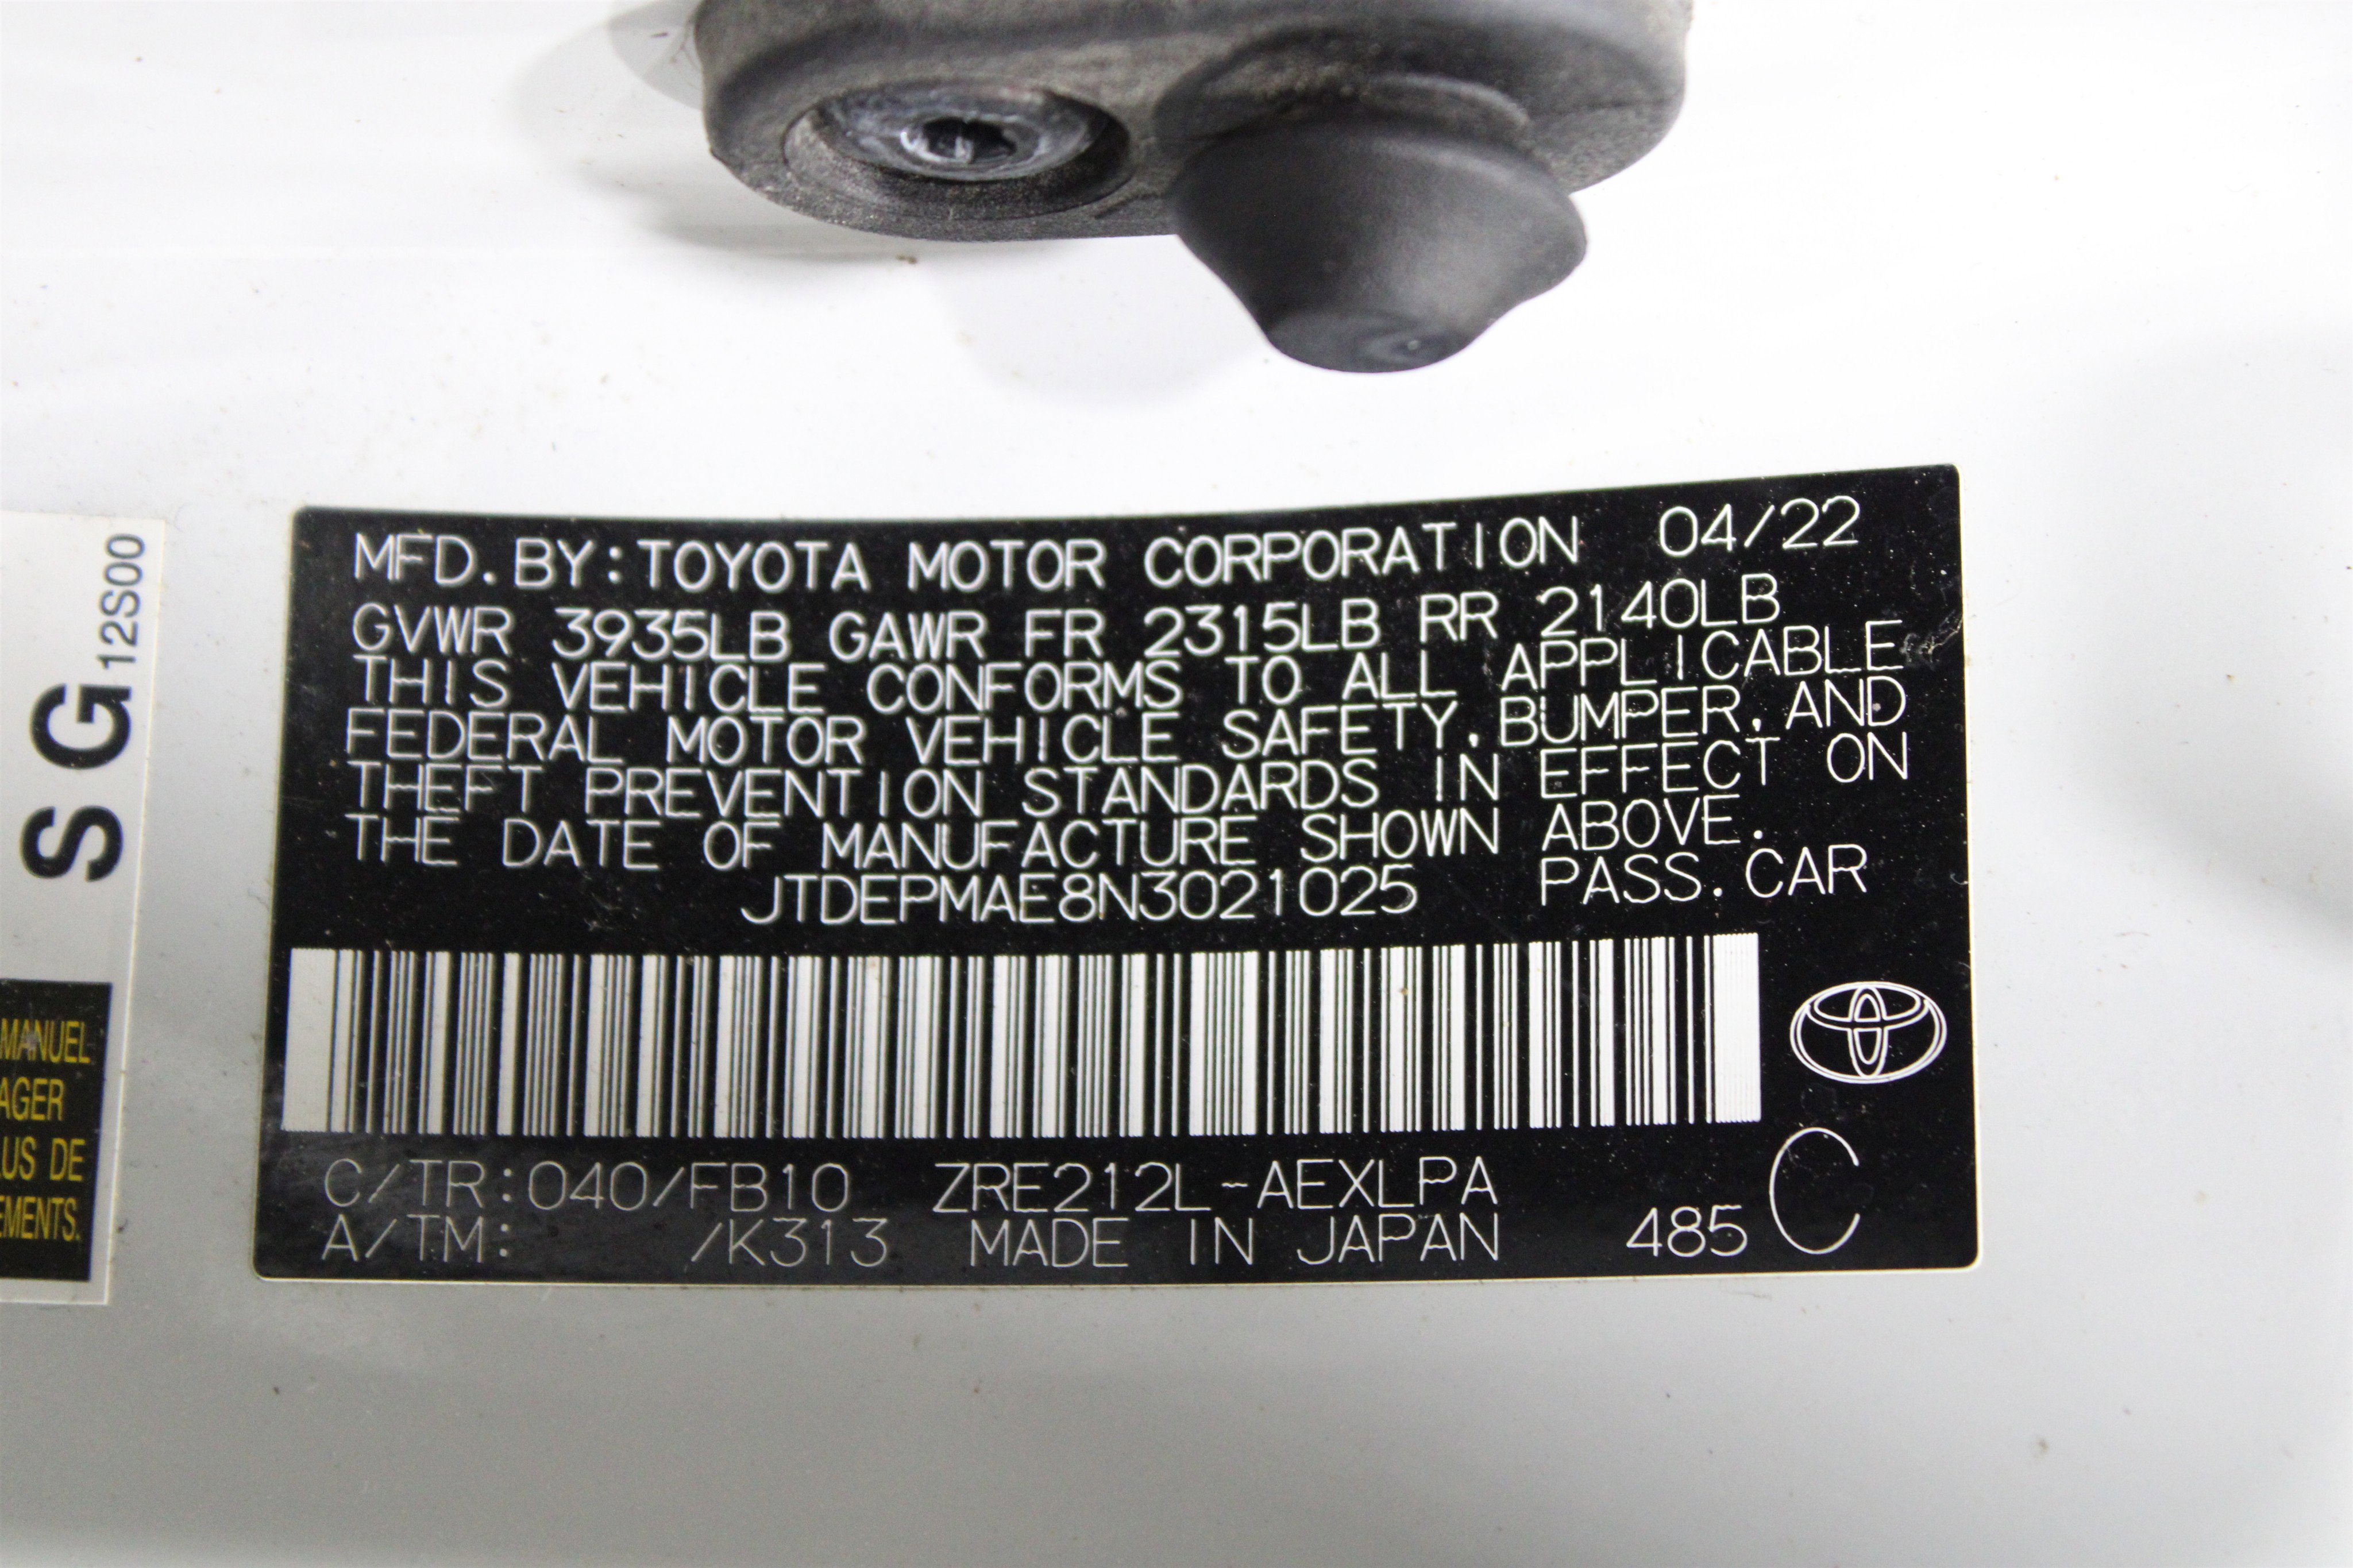 MFD. BY: TOYOTA MOTOR CORPORATION 04/22
GVWR 3935LB GAWR FR 2315LB RR 2140LB
THIS VEHICLE CONFORMS TO ALL APPLICABLE
FEDERAL MOTOR VEHICLE SAFETY, BUMPER, AND
THEFT PREVENTION STANDARDS IN EFFECT ON
THE DATE OF MANUFACTURE SHOWN ABOVE.
JTDEPMAE8N3021025 PASS. CAR
C/TR: 040/FB10 ZRE212L-AEXLPA C
A/TM: /K313 MADE IN JAPAN 485
SG 12S00
MANUEL
AGER
LUS DE
EMENTS.